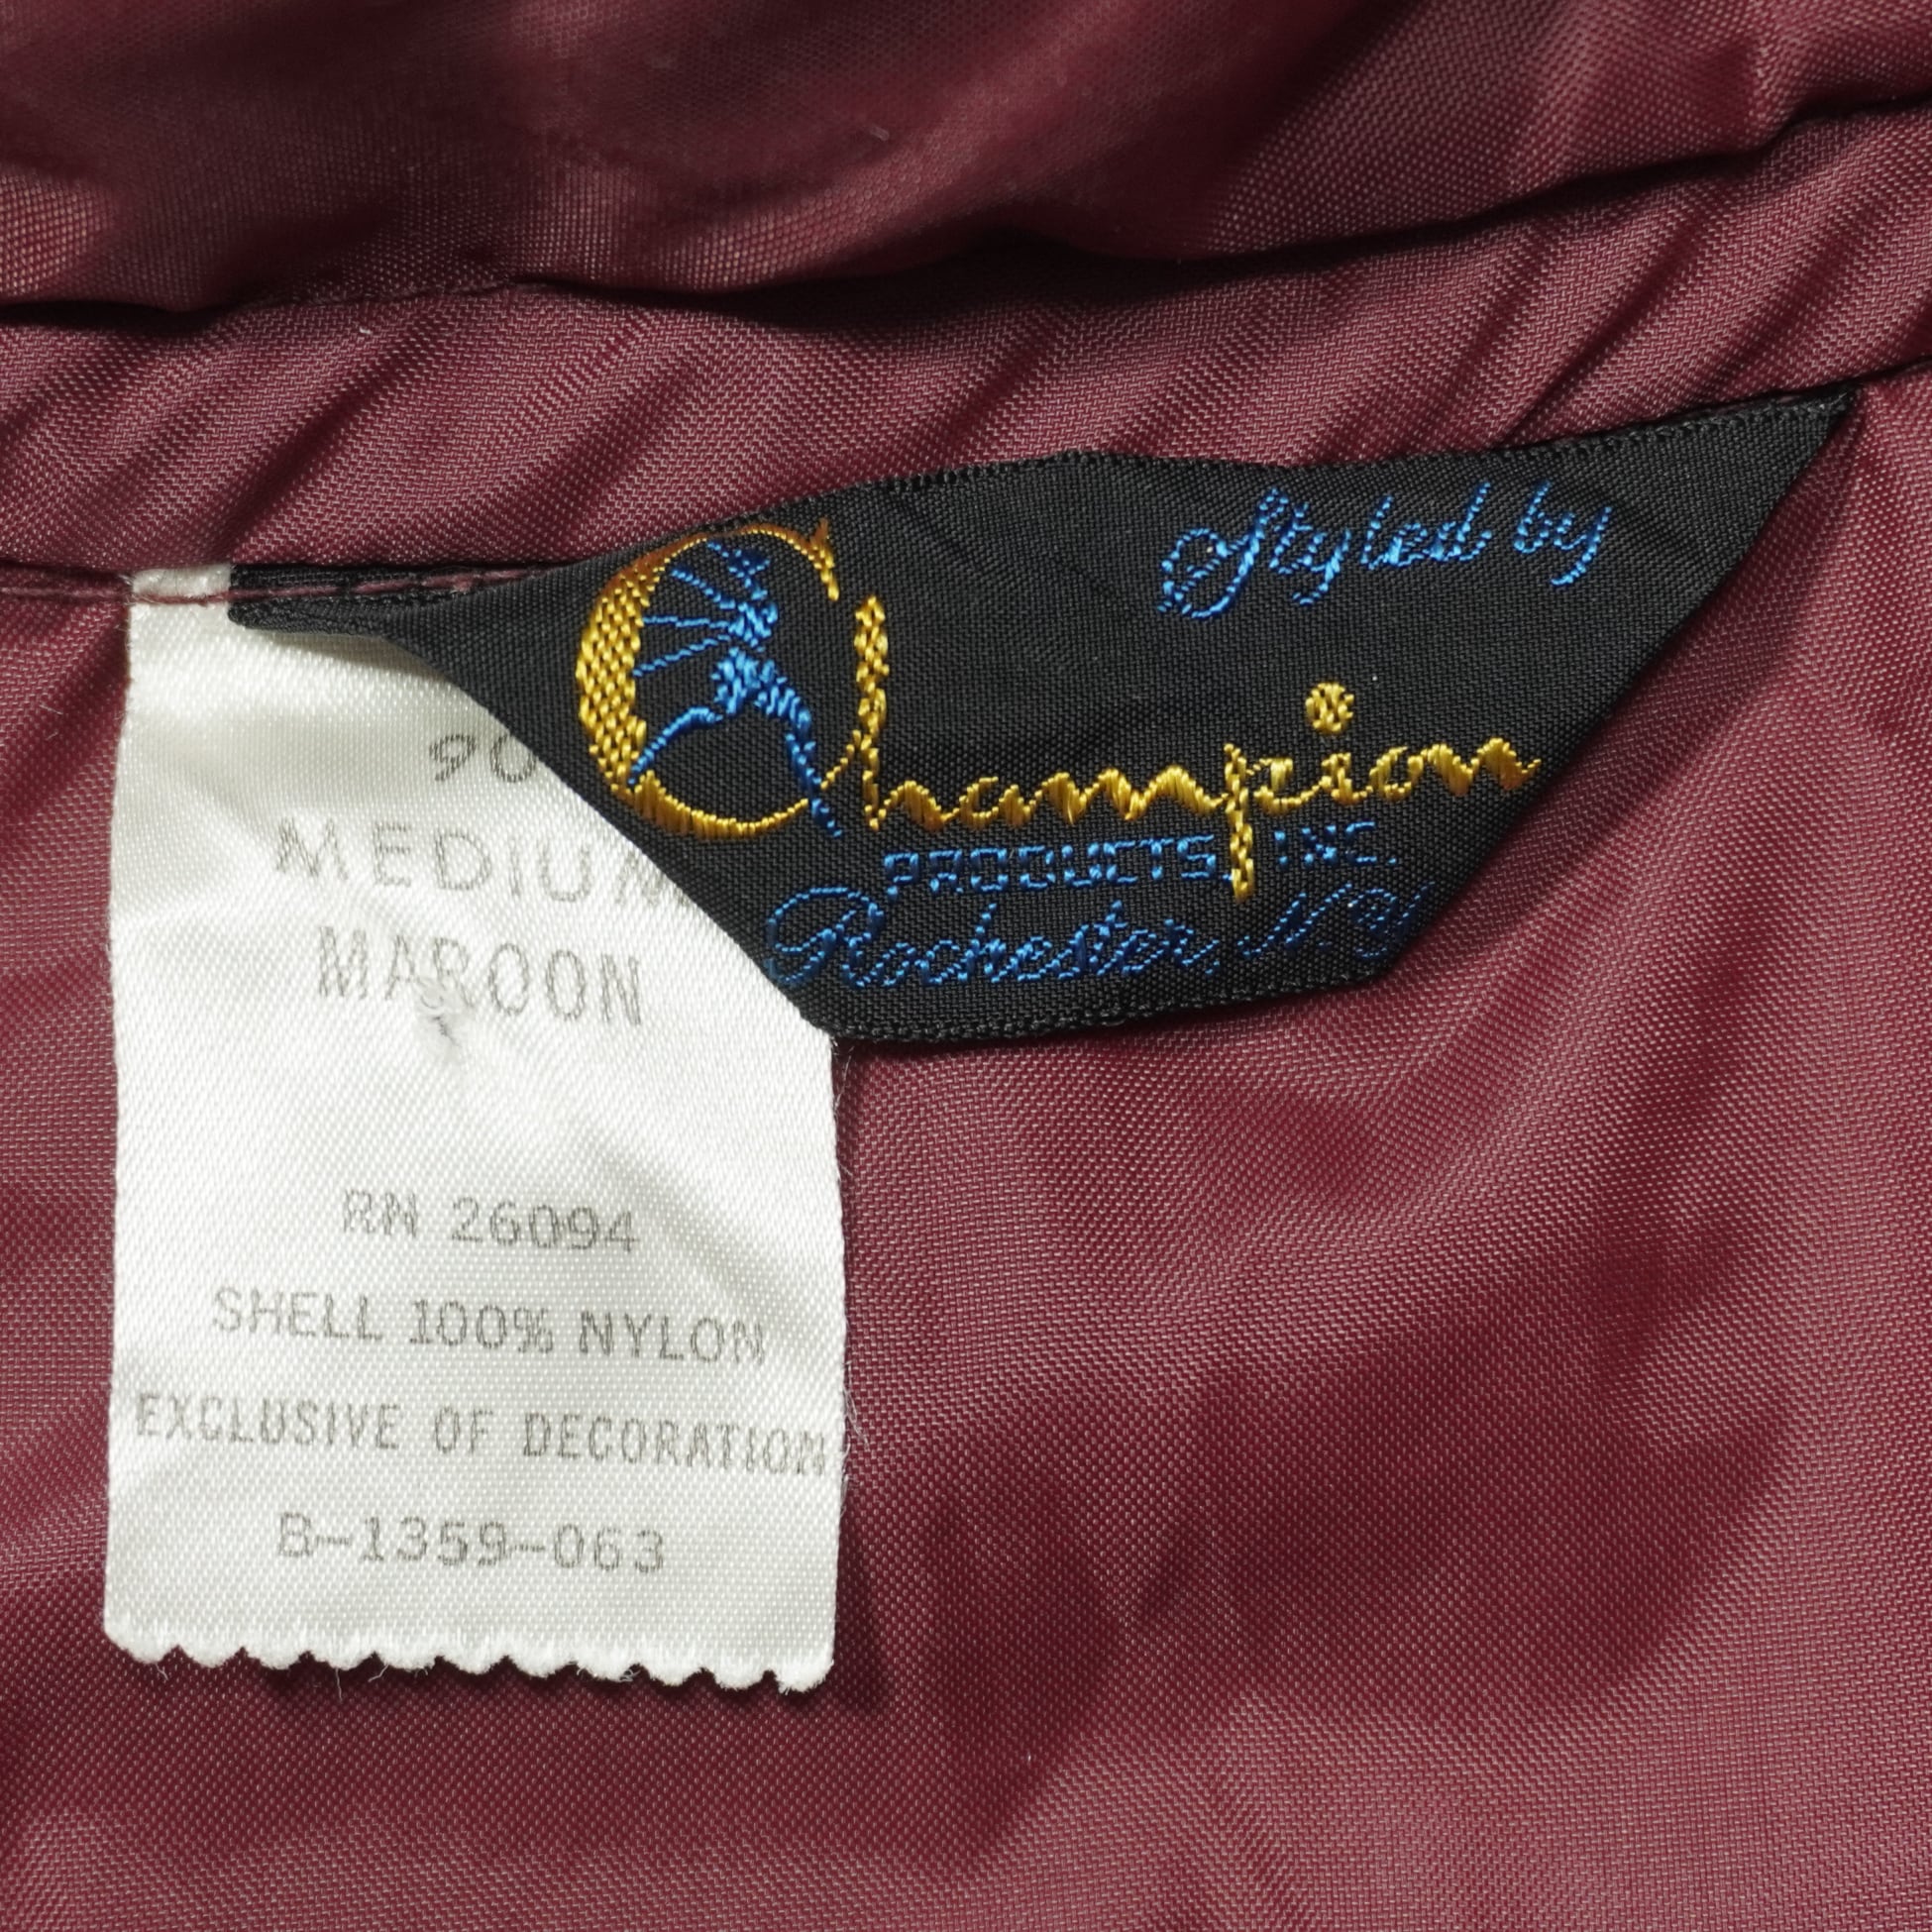 Styled by
Champion
PRODUCTS, INC.
Rochester, N.Y.
90
MEDIUM
MAROON
RN 26094
SHELL 100% NYLON
EXCLUSIVE OF DECORATION
B-1359-063